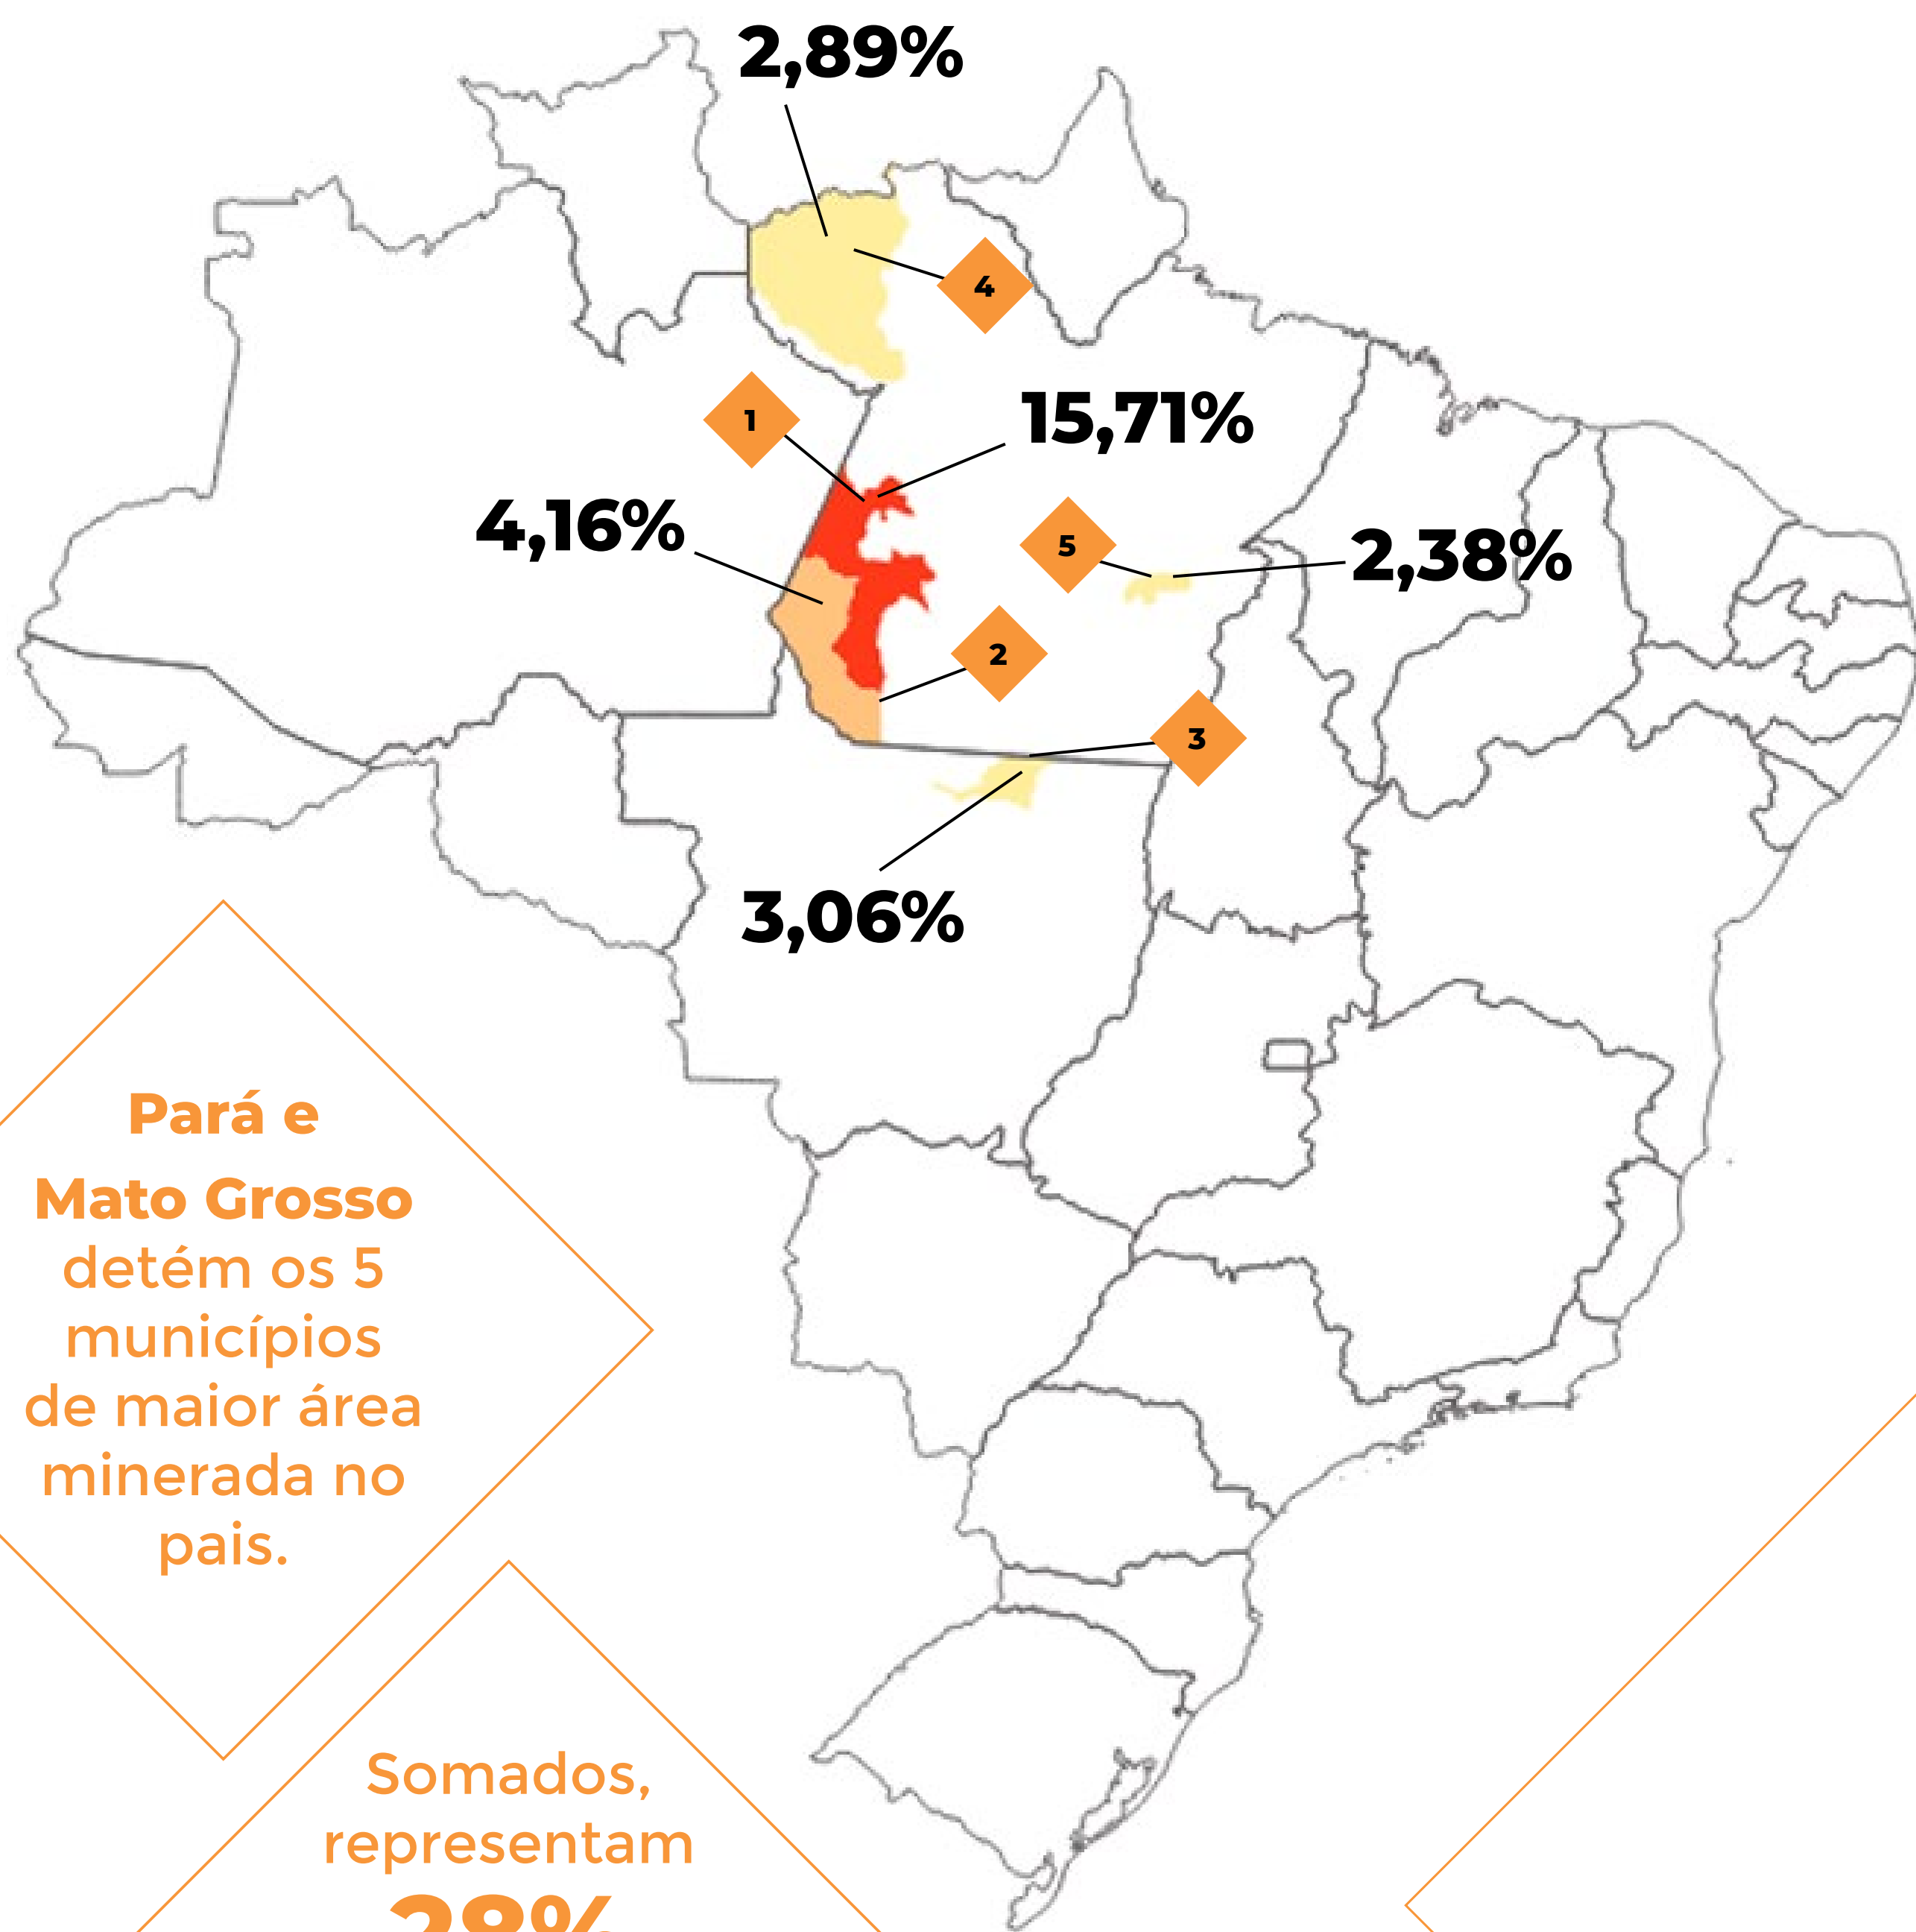 2,89%
4
1
15,71%
4,16%
5
2,38%
2
3
3,06%
Pará e
Mato Grosso
detém os 5
municípios
de maior área
minerada no
pais.
Somados,
representam
28%